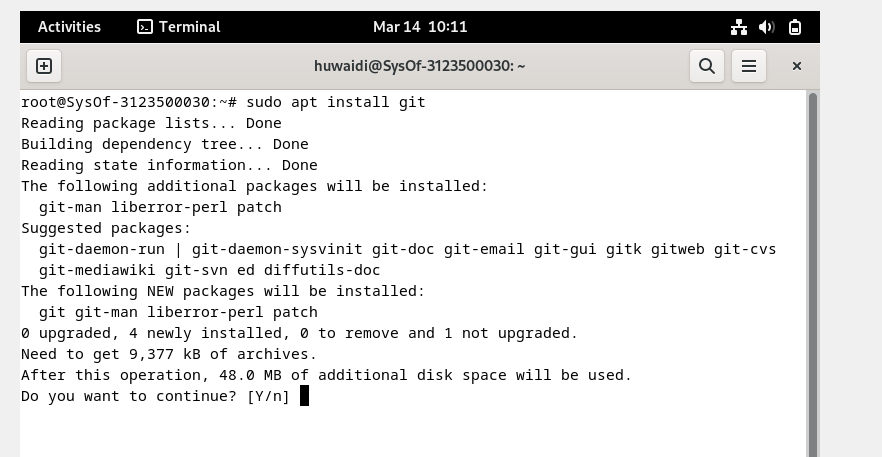 Activities Terminal Mar 14 10:11
huwaidi@SysOf-3123500030: ~
root@SysOf-3123500030:~# sudo apt install git
Reading package lists... Done
Building dependency tree... Done
Reading state information... Done
The following additional packages will be installed:
  git-man liberror-perl patch
Suggested packages:
  git-daemon-run | git-daemon-sysvinit git-doc git-email git-gui gitk gitweb git-cvs
  git-mediawiki git-svn ed diffutils-doc
The following NEW packages will be installed:
  git git-man liberror-perl patch
0 upgraded, 4 newly installed, 0 to remove and 1 not upgraded.
Need to get 9,377 kB of archives.
After this operation, 48.0 MB of additional disk space will be used.
Do you want to continue? [Y/n]